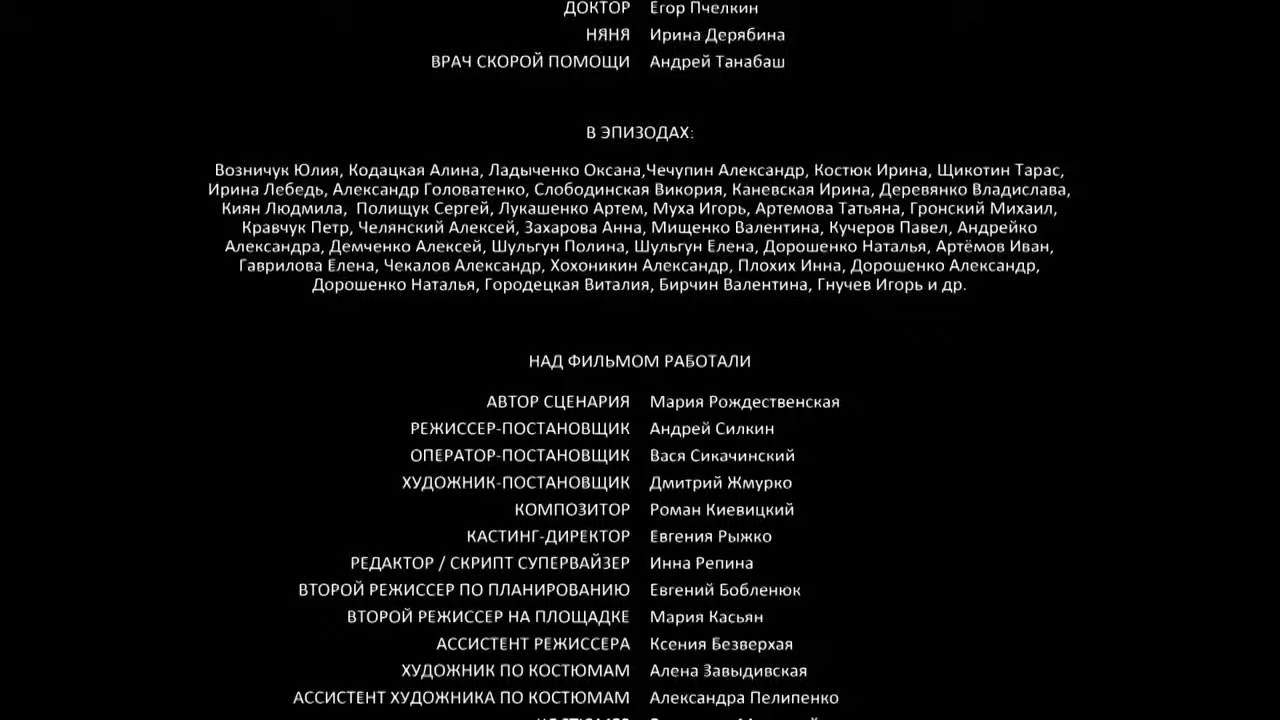 ДОКТОР Егор Пчелкин
НЯНЯ Ирина Дерябина
ВРАЧ СКОРОЙ ПОМОЩИ Андрей Танабаш
В ЭПИЗОДАХ:
Возничук Юлия, Кодацкая Алина, Ладыченко Оксана,Чечупин Александр, Костюк Ирина, Щикотин Тарас,
Ирина Лебедь, Александр Головатенко, Слободинская Викория, Каневская Ирина, Деревянко Владислава,
Киян Людмила, Полищук Сергей, Лукашенко Артем, Муха Игорь, Артемова Татьяна, Гронский Михаил,
Кравчук Петр, Челянский Алексей, Захарова Анна, Мищенко Валентина, Кучеров Павел, Андрейко
Александра, Демченко Алексей, Шульгун Полина, Шульгун Елена, Дорошенко Наталья, Артёмов Иван,
Гаврилова Елена, Чекалов Александр, Хохоникин Александр, Плохих Инна, Дорошенко Александр,
Дорошенко Наталья, Городецкая Виталия, Бирчин Валентина, Гнучев Игорь и др.
НАД ФИЛЬМОМ РАБОТАЛИ
АВТОР СЦЕНАРИЯ Мария Рождественская
РЕЖИССЕР-ПОСТАНОВЩИК Андрей Силкин
ОПЕРАТОР-ПОСТАНОВЩИК Вася Сикачинский
ХУДОЖНИК-ПОСТАНОВЩИК Дмитрий Жмурко
КОМПОЗИТОР Роман Киевицкий
КАСТИНГ-ДИРЕКТОР Евгения Рыжко
РЕДАКТОР / СКРИПТ СУПЕРВАЙЗЕР Инна Репина
ВТОРОЙ РЕЖИССЕР ПО ПЛАНИРОВАНИЮ Евгений Бобленюк
ВТОРОЙ РЕЖИССЕР НА ПЛОЩАДКЕ Мария Касьян
АССИСТЕНТ РЕЖИССЕРА Ксения Безверхая
ХУДОЖНИК ПО КОСТЮМАМ Алена Завыдивская
АССИСТЕНТ ХУДОЖНИКА ПО КОСТЮМАМ Александра Пелипенко